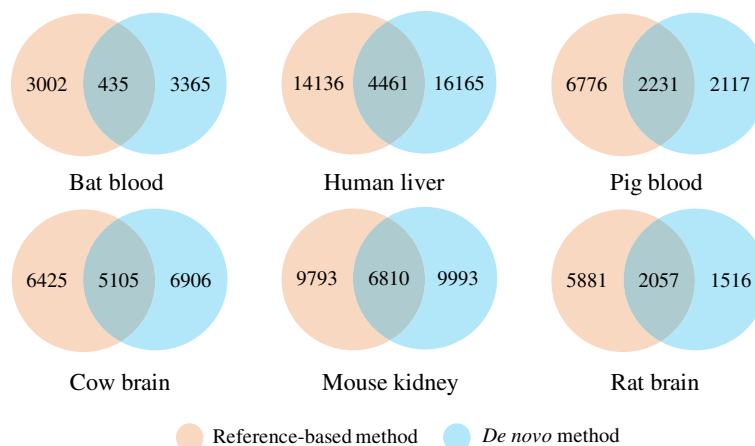 3002 435 3365 14136 4461 16165 6776 2231 2117
Bat blood Human liver Pig blood
6425 5105 6906 9793 6810 9993 5881 2057 1516
Cow brain Mouse kidney Rat brain
Reference-based method De novo method